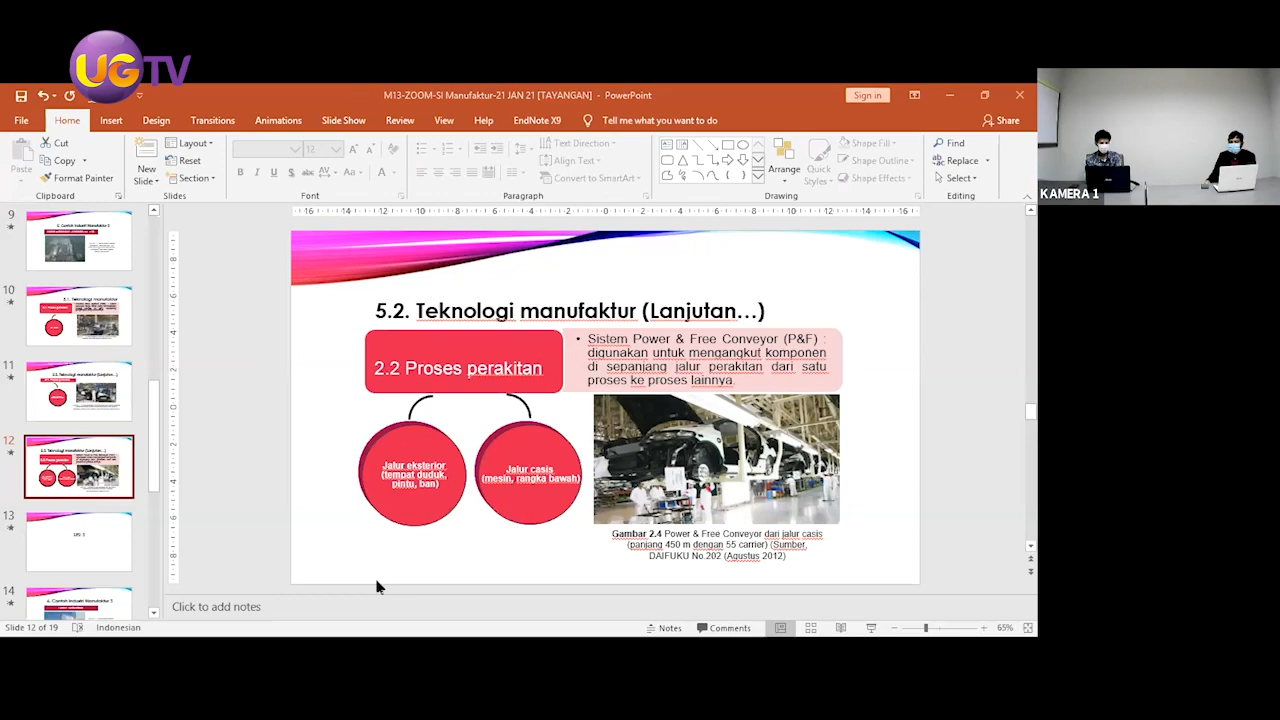 UGTV
M13-ZOOM-SI Manufaktur-21 JAN 21 [TAYANGAN] - PowerPoint
Sign in
File Home Insert Design Transitions Animations Slide Show Review View Help EndNote X9 Tell me what you want to do Share
Paste
Cut
Copy
Format Painter
Clipboard
New Slide
Layout
Reset
Section
Slides
Font
Text Direction
Align Text
Convert to SmartArt
Paragraph
Arrange
Quick Styles
Shape Fill
Shape Outline
Shape Effects
Drawing
Find
Replace
Select
Editing
KAMERA 1
9
10
11
12
13
14
5.2. Teknologi manufaktur (Lanjutan…)
2.2 Proses perakitan
• Sistem Power & Free Conveyor (P&F) :
digunakan untuk mengangkut komponen
di sepanjang jalur perakitan dari satu
proses ke proses lainnya.
Jalur eksterior
(tempat duduk,
pintu, ban)
Jalur casis
(mesin, rangka bawah)
Gambar 2.4 Power & Free Conveyor dari jalur casis
(panjang 450 m dengan 55 carrier) (Sumber,
DAIFUKU No.202 (Agustus 2012)
Click to add notes
Slide 12 of 19 Indonesian Notes Comments 65%